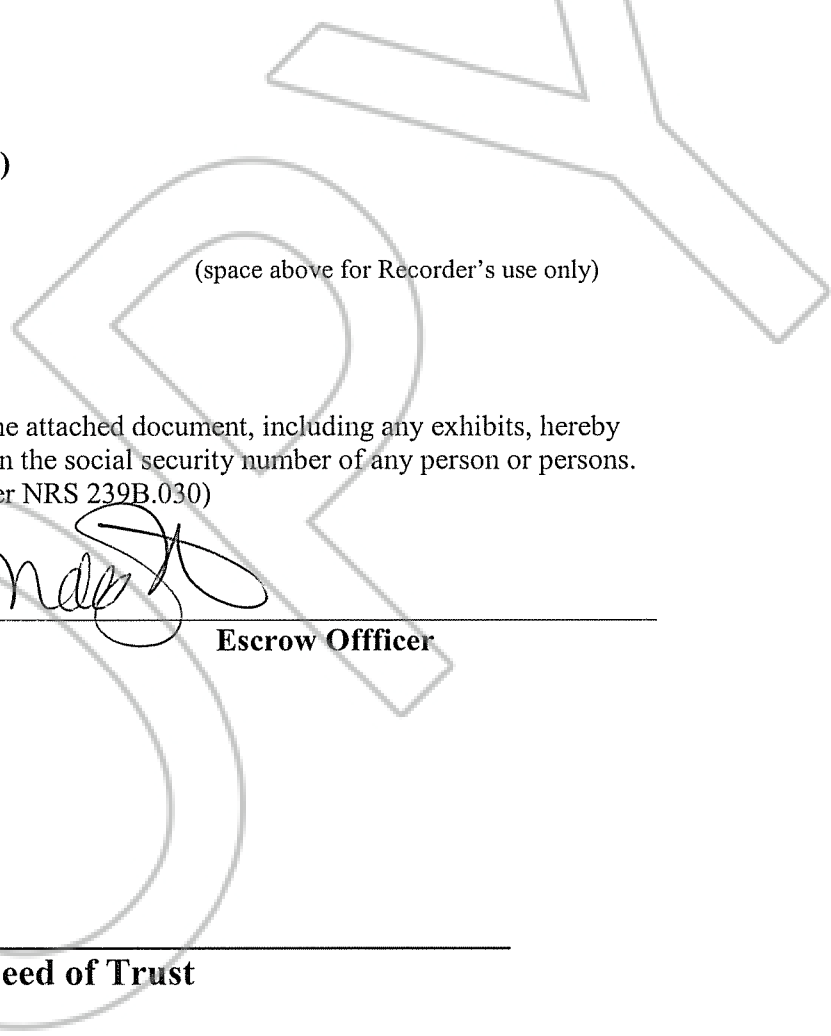 )
(space above for Recorder's use only)
he attached document, including any exhibits, hereby
n the social security number of any person or persons.
er NRS 239B.030)
Escrow Offficer
eed of Trust
OPY